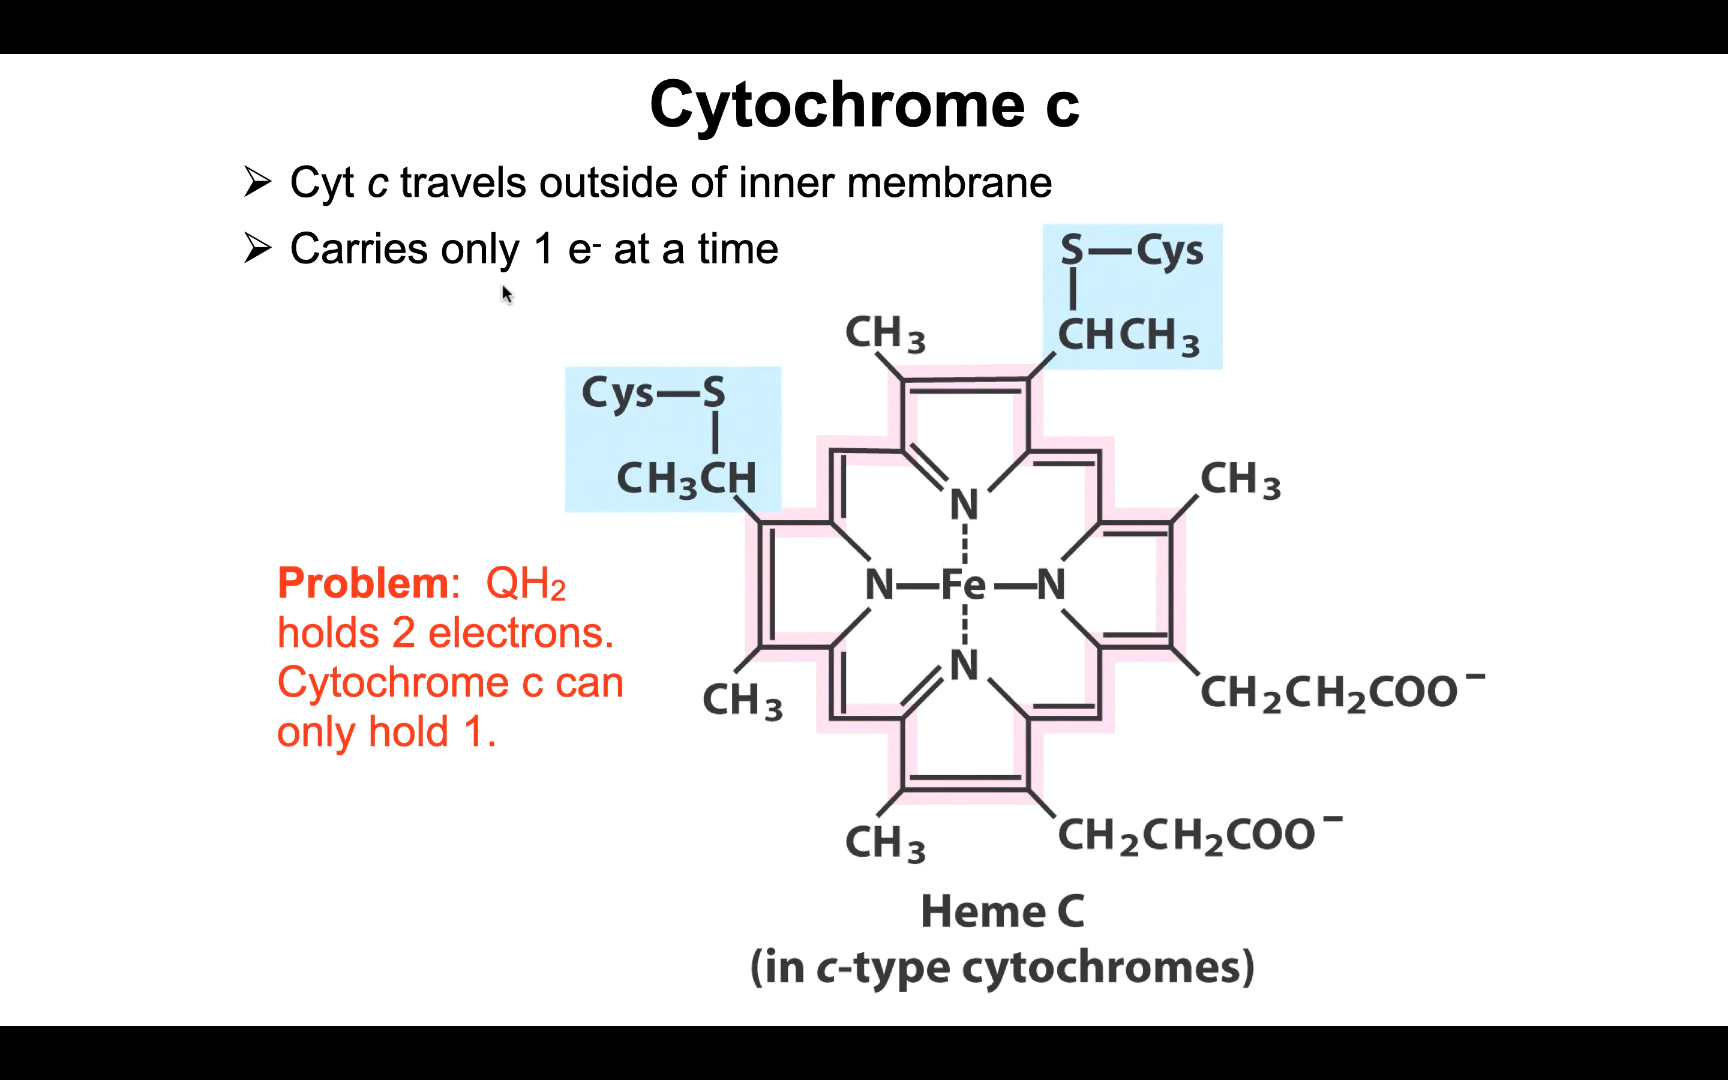 Cytochrome c
➢ Cyt c travels outside of inner membrane
➢ Carries only 1 e⁻ at a time
S—Cys
CHCH₃
CH₃
Cys—S
CH₃CH
CH₃
N
Problem: QH₂
holds 2 electrons.
Cytochrome c can
only hold 1.
N—Fe—N
N
CH₃
CH₂CH₂COO⁻
CH₃
CH₂CH₂COO⁻
Heme C
(in c-type cytochromes)